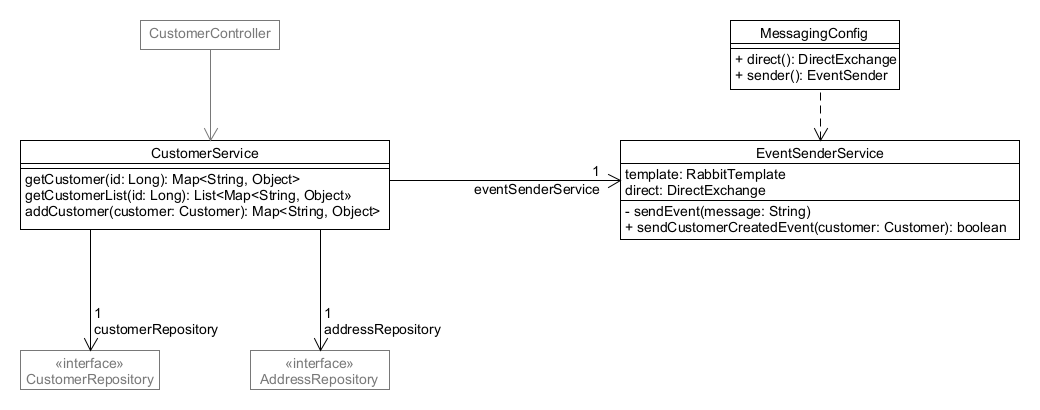 CustomerController
MessagingConfig
+ direct(): DirectExchange
+ sender(): EventSender
CustomerService
getCustomer(id: Long): Map<String, Object>
getCustomerList(id: Long): List<Map<String, Object»
addCustomer(customer: Customer): Map<String, Object>
1
eventSenderService
EventSenderService
template: RabbitTemplate
direct: DirectExchange
- sendEvent(message: String)
+ sendCustomerCreatedEvent(customer: Customer): boolean
1
customerRepository
1
addressRepository
«interface»
CustomerRepository
«interface»
AddressRepository